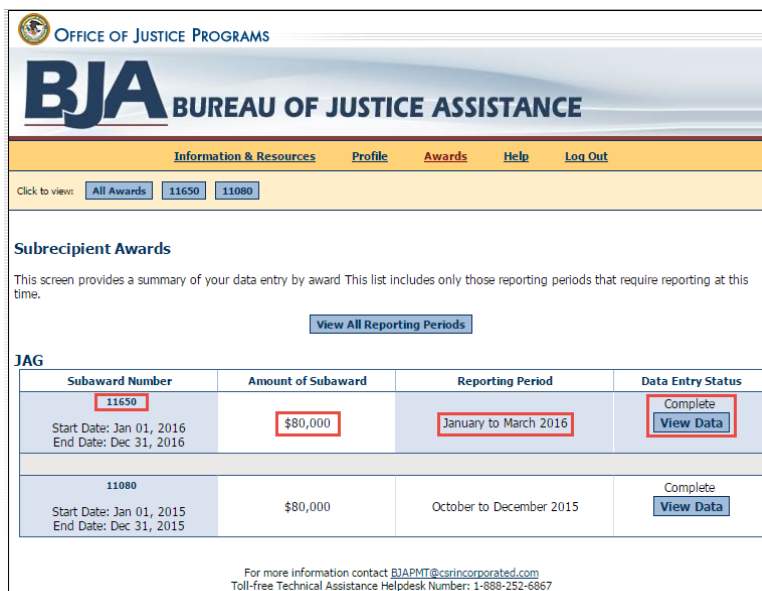 OFFICE OF JUSTICE PROGRAMS
BJA BUREAU OF JUSTICE ASSISTANCE
Information & Resources Profile Awards Help Log Out
Click to view: All Awards 11650 11080
Subrecipient Awards
This screen provides a summary of your data entry by award This list includes only those reporting periods that require reporting at this
time.
View All Reporting Periods
JAG
Subaward Number Amount of Subaward Reporting Period Data Entry Status
11650
Start Date: Jan 01, 2016
End Date: Dec 31, 2016
$80,000
January to March 2016
Complete
View Data
11080
Start Date: Jan 01, 2015
End Date: Dec 31, 2015
$80,000
October to December 2015
Complete
View Data
For more information contact BJAPMT@csrincorporated.com
Toll-free Technical Assistance Helpdesk Number: 1-888-252-6867